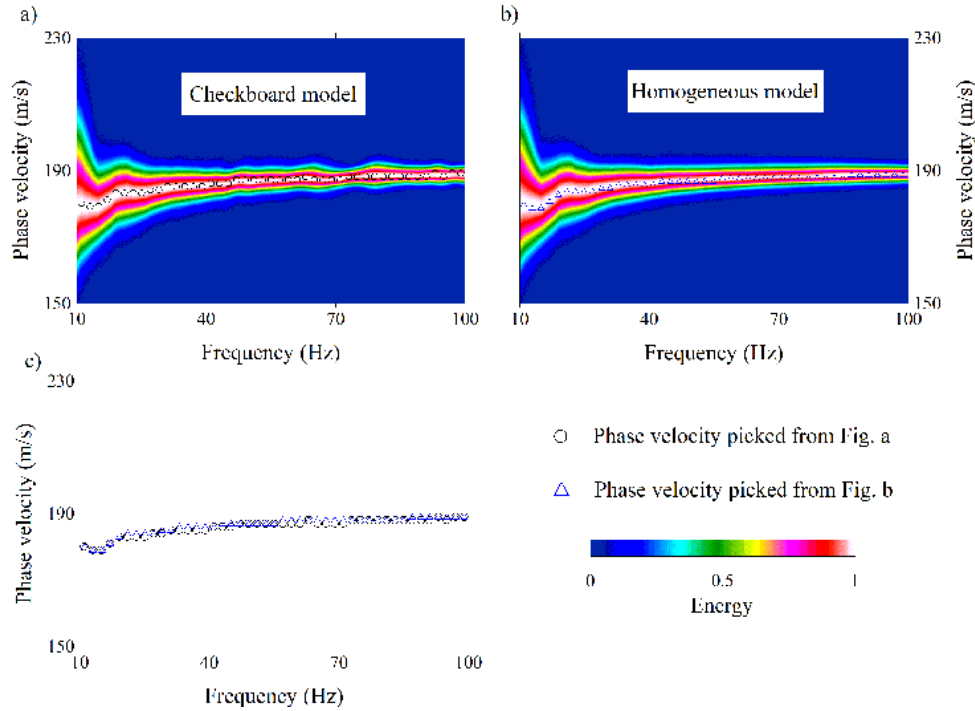 a)
230
190
150
Phase velocity (m/s)
Checkboard model
10
40
70
100
Frequency (Hz)
b)
230
190
150
Phase velocity (m/s)
Homogeneous model
10
40
70
100
Frequency (Hz)
c)
230
190
150
Phase velocity (m/s)
10
40
70
100
Frequency (Hz)
Phase velocity picked from Fig. a
Phase velocity picked from Fig. b
0
0.5
1
Energy